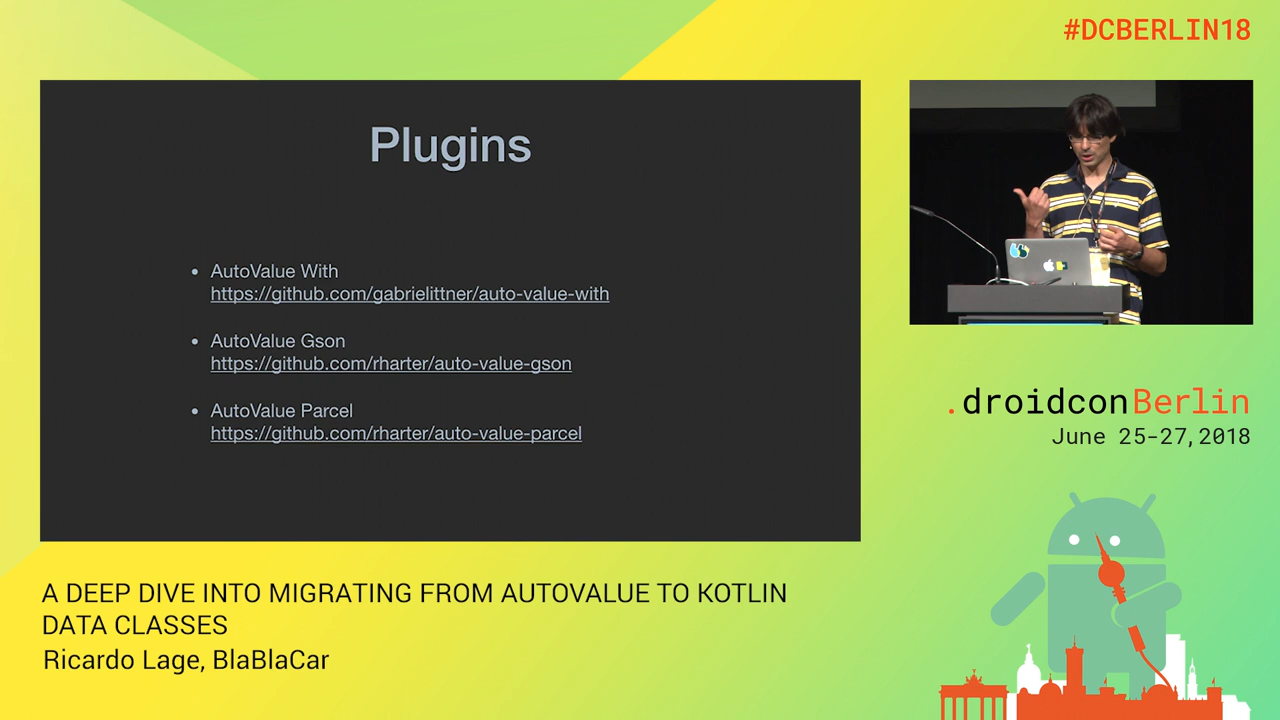 #DCBERLIN18
Plugins
• AutoValue With
https://github.com/gabrielittner/auto-value-with
• AutoValue Gson
https://github.com/rharter/auto-value-gson
• AutoValue Parcel
https://github.com/rharter/auto-value-parcel
.droidconBerlin
June 25-27, 2018
A DEEP DIVE INTO MIGRATING FROM AUTOVALUE TO KOTLIN
DATA CLASSES
Ricardo Lage, BlaBlaCar